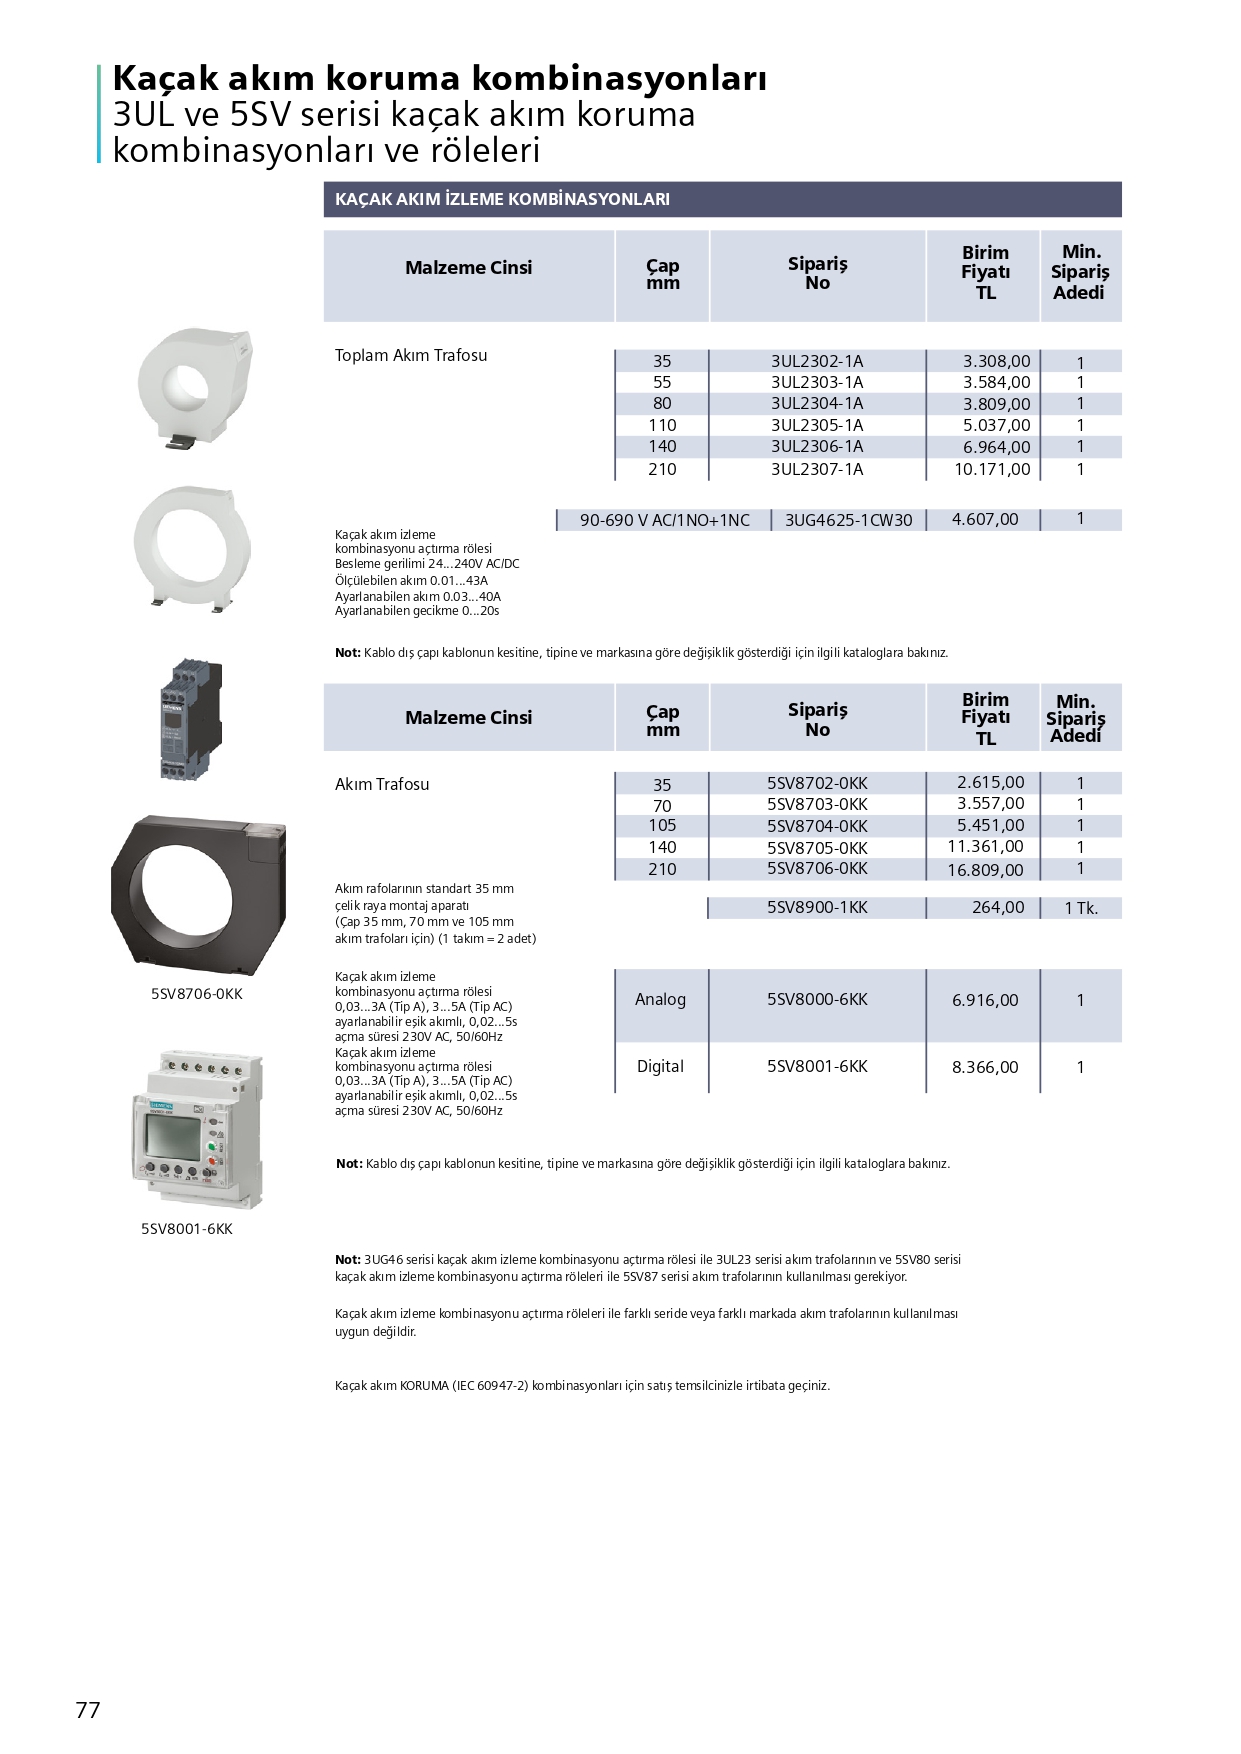 Kaçak akım koruma kombinasyonları
3UL ve 5SV serisi kaçak akım koruma
kombinasyonları ve röleleri
KAÇAK AKIM İZLEME KOMBİNASYONLARI
Malzeme Cinsi Çap mm Sipariş No Birim Fiyatı TL Min. Sipariş Adedi
Toplam Akım Trafosu 35 3UL2302-1A 3.308,00 1
55 3UL2303-1A 3.584,00 1
80 3UL2304-1A 3.809,00 1
110 3UL2305-1A 5.037,00 1
140 3UL2306-1A 6.964,00 1
210 3UL2307-1A 10.171,00 1
90-690 V AC/1NO+1NC 3UG4625-1CW30 4.607,00 1
Kaçak akım izleme
kombinasyonu açtırma rölesi
Besleme gerilimi 24...240V AC/DC
Ölçülebilen akım 0.01...43A
Ayarlanabilen akım 0.03...40A
Ayarlanabilen gecikme 0...20s
Not: Kablo dış çapı kablonun kesitine, tipine ve markasına göre değişiklik gösterdiği için ilgili kataloglara bakınız.
Malzeme Cinsi Çap mm Sipariş No Birim Fiyatı TL Min. Sipariş Adedi
Akım Trafosu 35 5SV8702-0KK 2.615,00 1
70 5SV8703-0KK 3.557,00 1
105 5SV8704-0KK 5.451,00 1
140 5SV8705-0KK 11.361,00 1
210 5SV8706-0KK 16.809,00 1
Akım rafolarının standart 35 mm
çelik raya montaj aparatı
(Çap 35 mm, 70 mm ve 105 mm
akım trafoları için) (1 takım = 2 adet)
5SV8900-1KK 264,00 1 Tk.
5SV8706-0KK
Kaçak akım izleme
kombinasyonu açtırma rölesi
0,03...3A (Tip A), 3...5A (Tip AC)
ayarlanabilir eşik akımlı, 0,02...5s
açma süresi 230V AC, 50/60Hz
Analog 5SV8000-6KK 6.916,00 1
Kaçak akım izleme
kombinasyonu açtırma rölesi
0,03...3A (Tip A), 3...5A (Tip AC)
ayarlanabilir eşik akımlı, 0,02...5s
açma süresi 230V AC, 50/60Hz
Digital 5SV8001-6KK 8.366,00 1
SIEMENS
Not: Kablo dış çapı kablonun kesitine, tipine ve markasına göre değişiklik gösterdiği için ilgili kataloglara bakınız.
5SV8001-6KK
Not: 3UG46 serisi kaçak akım izleme kombinasyonu açtırma rölesi ile 3UL23 serisi akım trafolarının ve 5SV80 serisi
kaçak akım izleme kombinasyonu açtırma röleleri ile 5SV87 serisi akım trafolarının kullanılması gerekiyor.
Kaçak akım izleme kombinasyonu açtırma röleleri ile farklı seride veya farklı markada akım trafolarının kullanılması
uygun değildir.
Kaçak akım KORUMA (IEC 60947-2) kombinasyonları için satış temsilcinizle irtibata geçiniz.
77